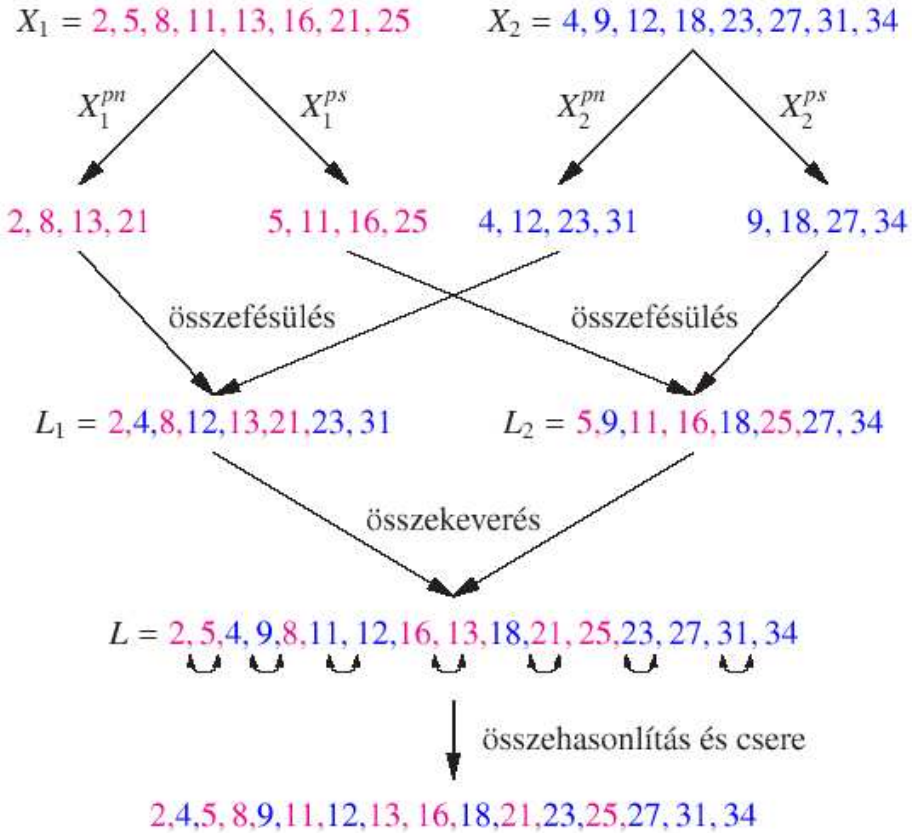 X₁ = 2, 5, 8, 11, 13, 16, 21, 25 X₂ = 4, 9, 12, 18, 23, 27, 31, 34
X₁ᵖⁿ X₁ᵖˢ X₂ᵖⁿ X₂ᵖˢ
2, 8, 13, 21 5, 11, 16, 25 4, 12, 23, 31 9, 18, 27, 34
összefésülés összefésülés
L₁ = 2,4,8,12,13,21,23, 31 L₂ = 5,9,11, 16,18,25,27, 34
összekeverés
L = 2, 5,4, 9,8,11, 12,16, 13,18,21, 25,23, 27, 31, 34
összehasonlítás és csere
2,4,5, 8,9,11,12,13, 16,18,21,23,25,27, 31, 34